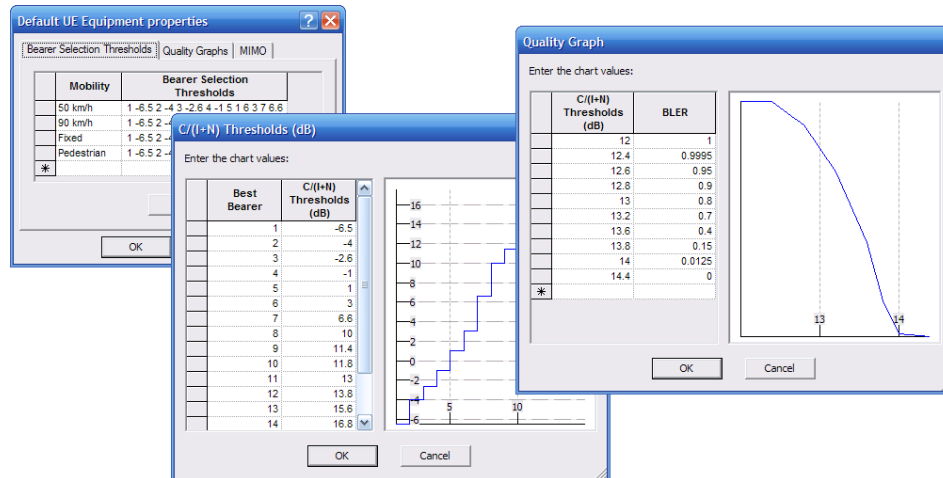 Default UE Equipment properties
Bearer Selection Thresholds Quality Graphs MIMO
Mobility Bearer Selection Thresholds
50 km/h 1 -6.5 2 -4 3 -2.6 4 -1 5 1 6 3 7 6.6
90 km/h 1 -6.5 2 -4
Fixed 1 -6.5 2 -4
Pedestrian 1 -6.5 2 -4
*
OK
C/(I+N) Thresholds (dB)
Enter the chart values:
Best Bearer C/(I+N) Thresholds (dB)
1 -6.5
2 -4
3 -2.6
4 -1
5 1
6 3
7 6.6
8 10
9 11.4
10 11.8
11 13
12 13.8
13 15.6
14 16.8
16
14
12
10
8
6
4
2
0
-2
-4
-6
5 10
OK Cancel
Quality Graph
Enter the chart values:
C/(I+N) Thresholds (dB) BLER
12 1
12.4 0.9995
12.6 0.95
12.8 0.9
13 0.8
13.2 0.7
13.6 0.4
13.8 0.15
14 0.0125
14.4 0
*
13 14
OK Cancel